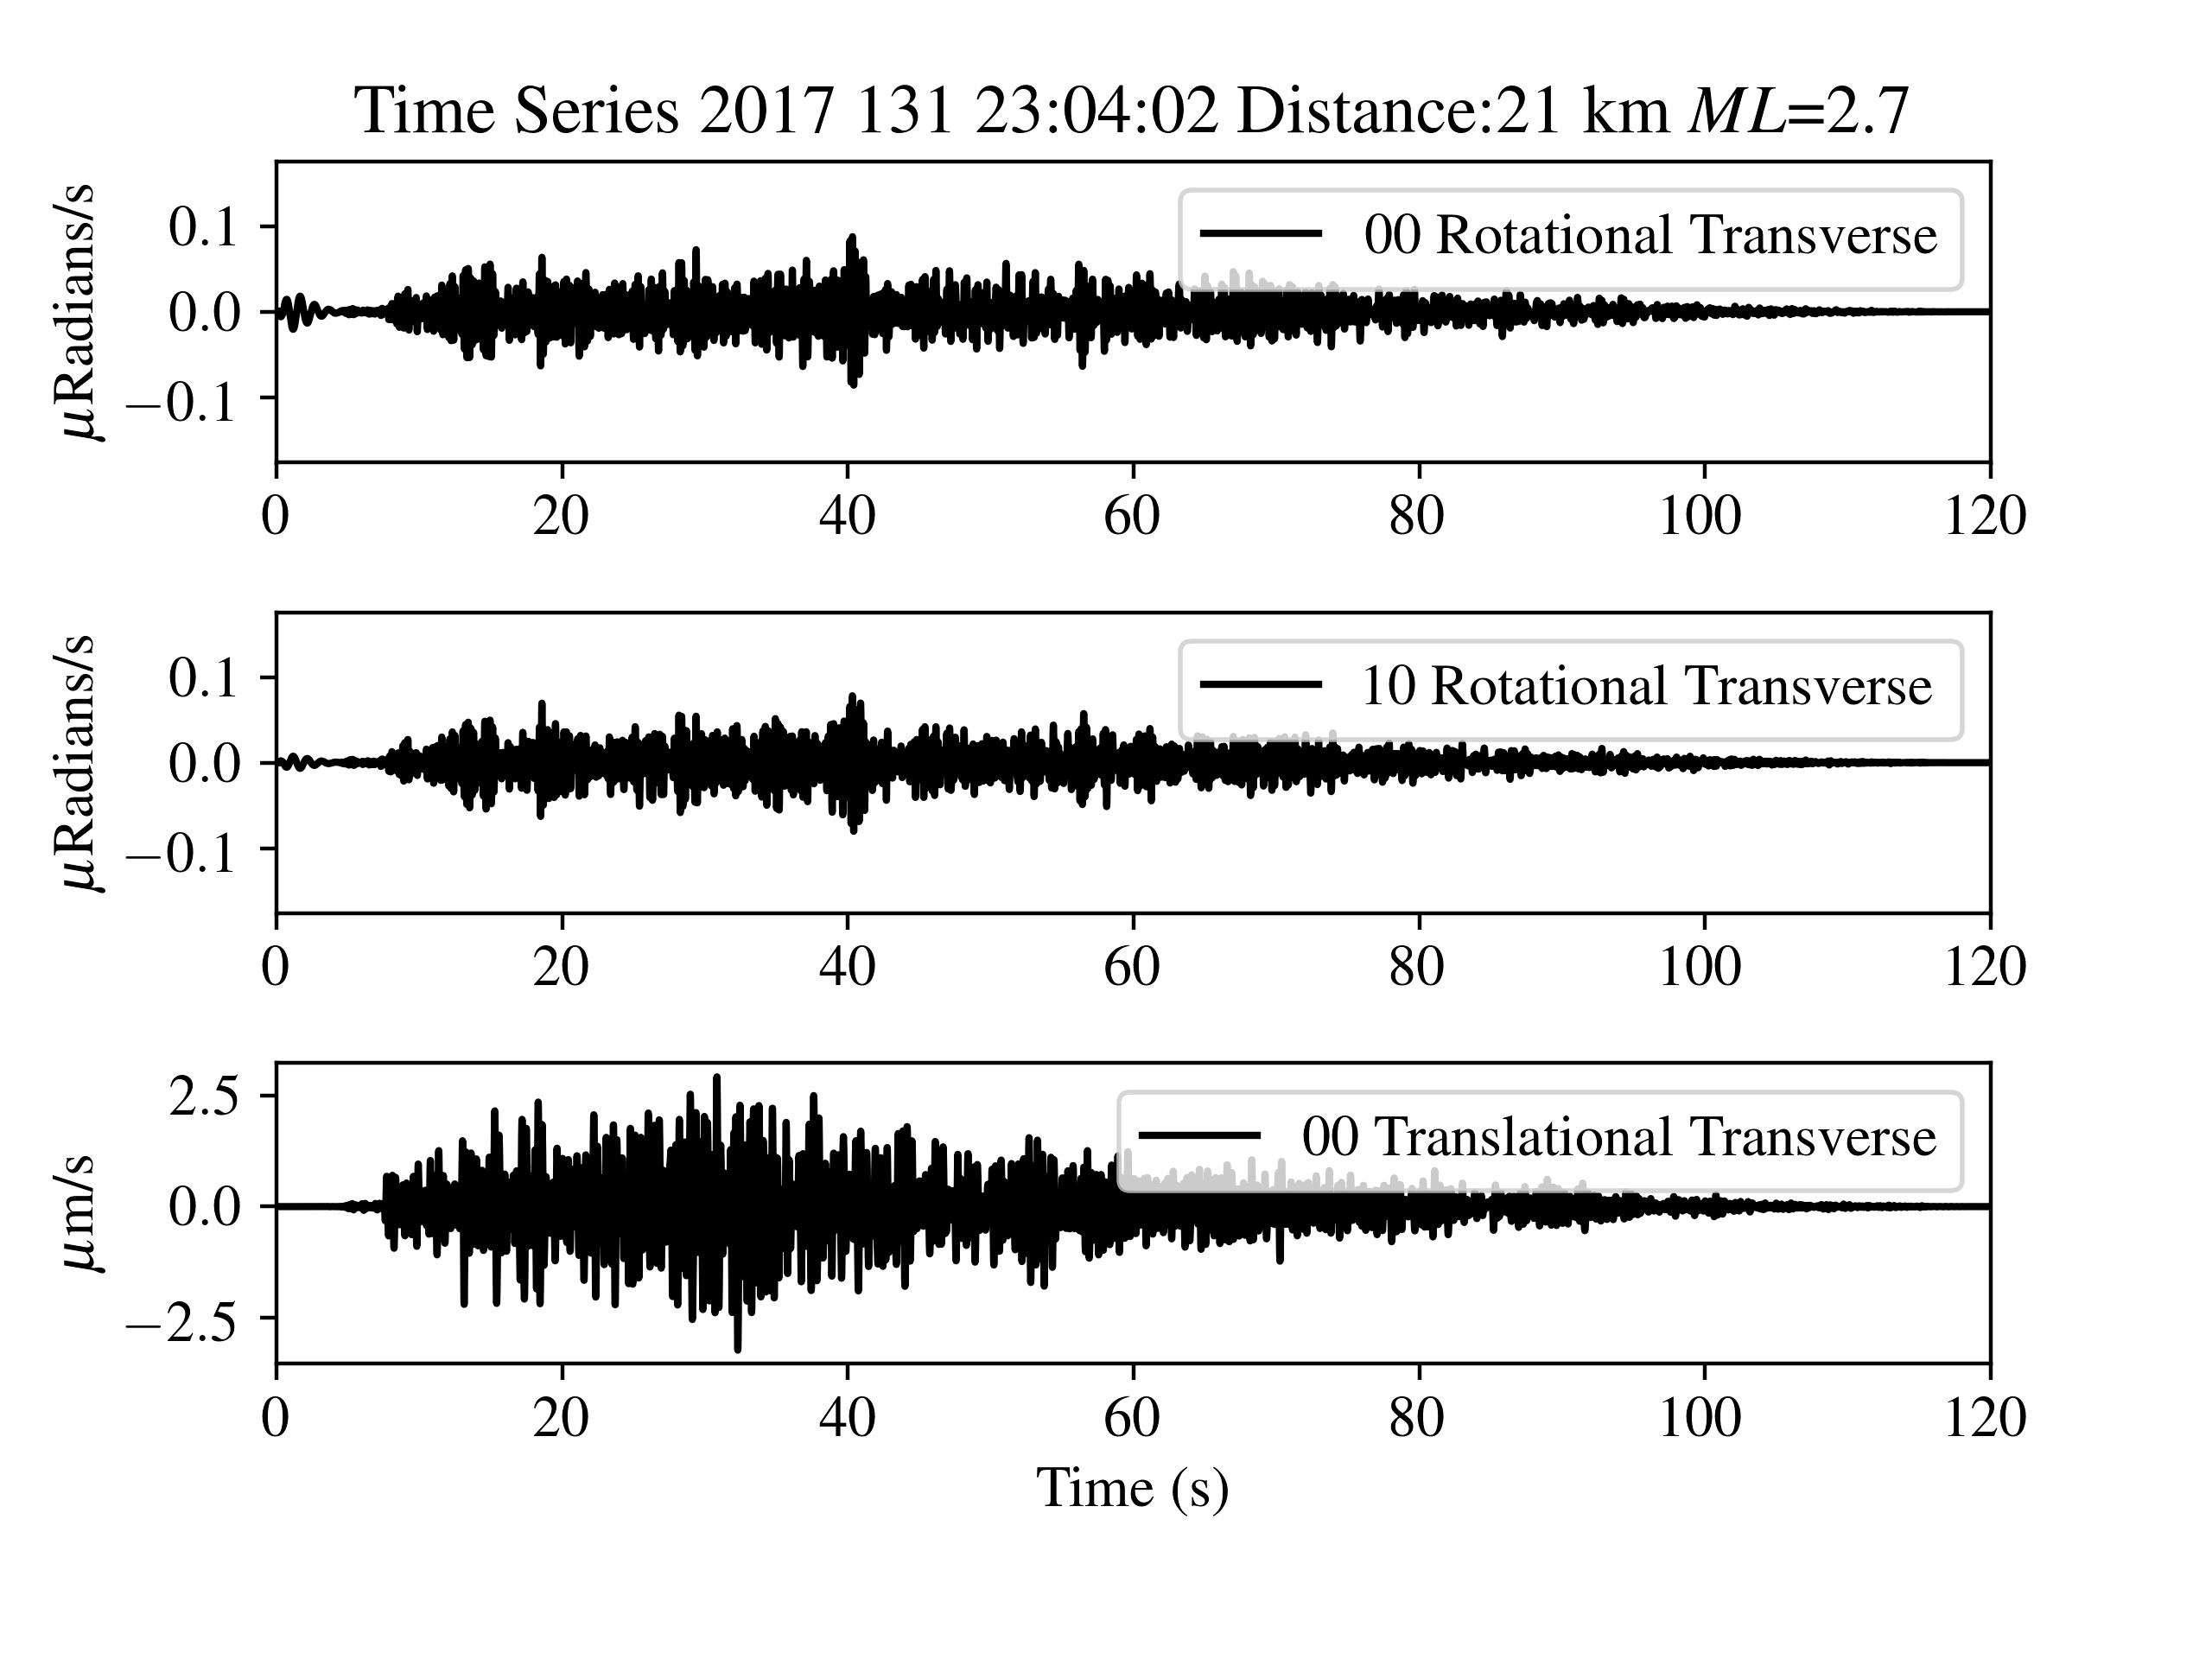 Time Series 2017 131 23:04:02 Distance:21 km ML=2.7
μRadians/s
0.1
0.0
−0.1
00 Rotational Transverse
0 20 40 60 80 100 120
μRadians/s
0.1
0.0
−0.1
10 Rotational Transverse
0 20 40 60 80 100 120
μm/s
2.5
0.0
−2.5
00 Translational Transverse
0 20 40 60 80 100 120
Time (s)